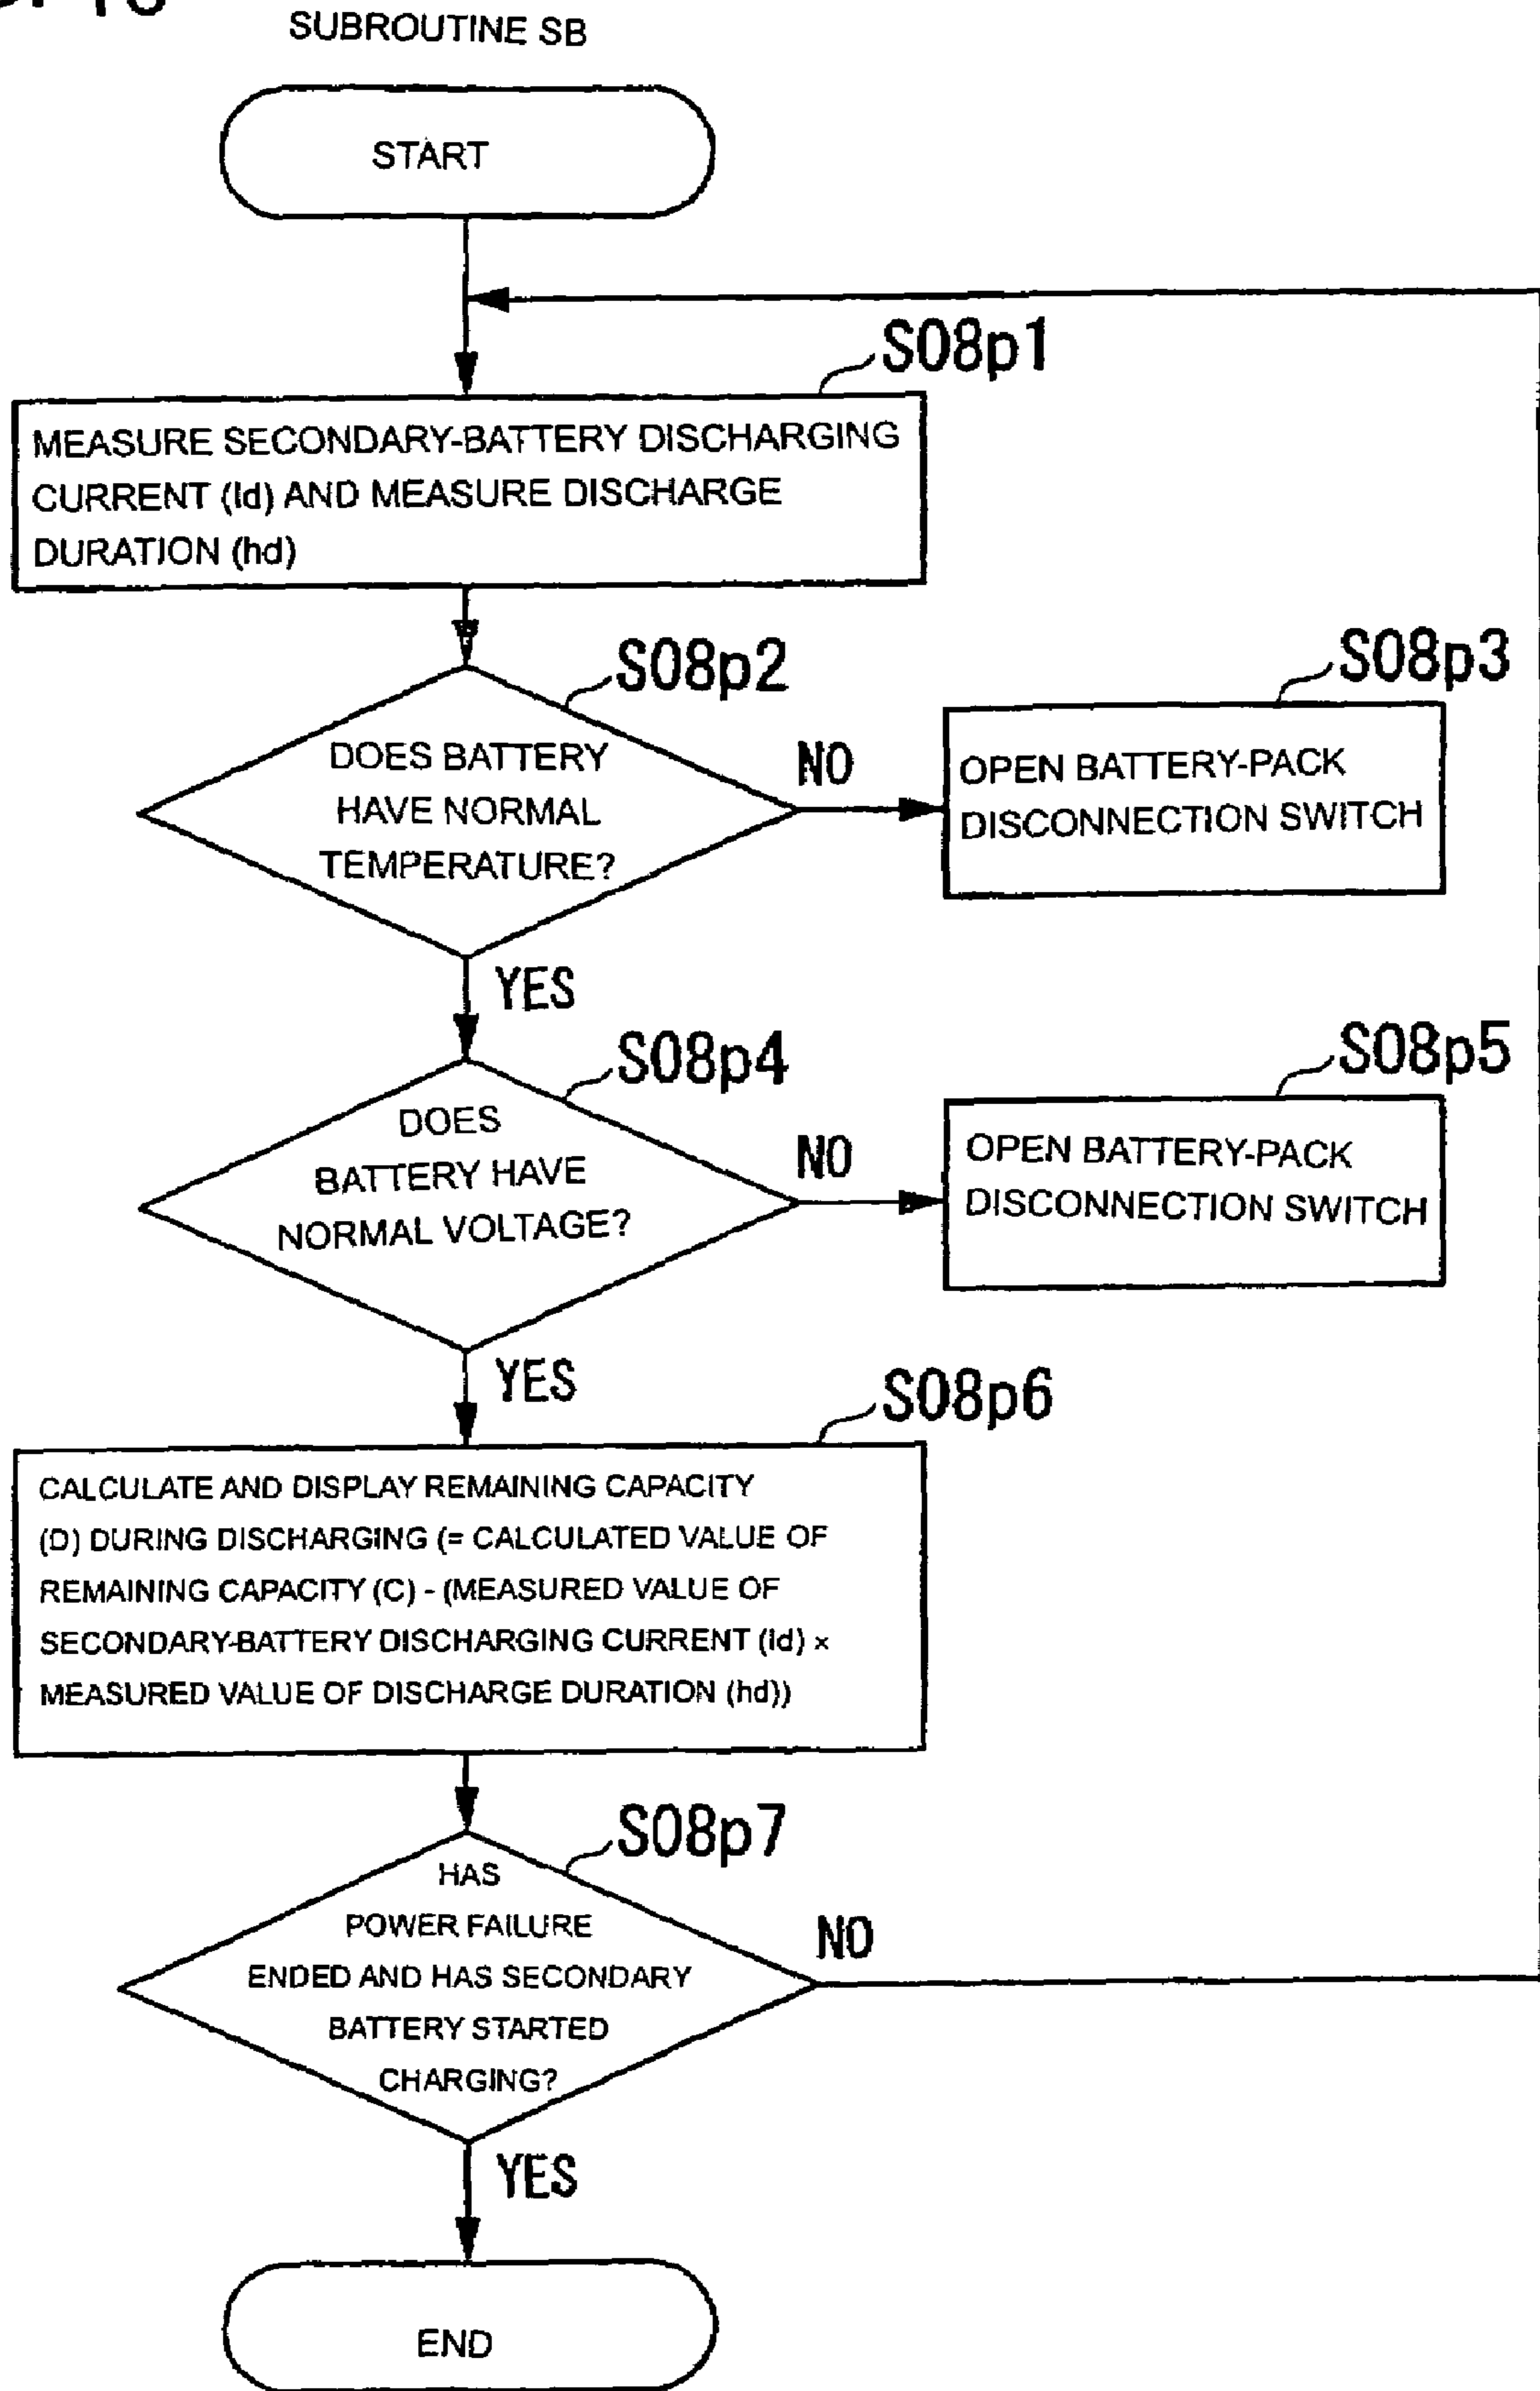 SUBROUTINE SB
START
S08p1
MEASURE SECONDARY-BATTERY DISCHARGING
CURRENT (Id) AND MEASURE DISCHARGE
DURATION (hd)
S08p2
DOES BATTERY
HAVE NORMAL
TEMPERATURE?
NO
S08p3
OPEN BATTERY-PACK
DISCONNECTION SWITCH
YES
S08p4
DOES
BATTERY HAVE
NORMAL VOLTAGE?
NO
S08p5
OPEN BATTERY-PACK
DISCONNECTION SWITCH
YES
S08p6
CALCULATE AND DISPLAY REMAINING CAPACITY
(D) DURING DISCHARGING (= CALCULATED VALUE OF
REMAINING CAPACITY (C) - (MEASURED VALUE OF
SECONDARY-BATTERY DISCHARGING CURRENT (Id) ×
MEASURED VALUE OF DISCHARGE DURATION (hd))
S08p7
HAS
POWER FAILURE
ENDED AND HAS SECONDARY
BATTERY STARTED
CHARGING?
NO
YES
END